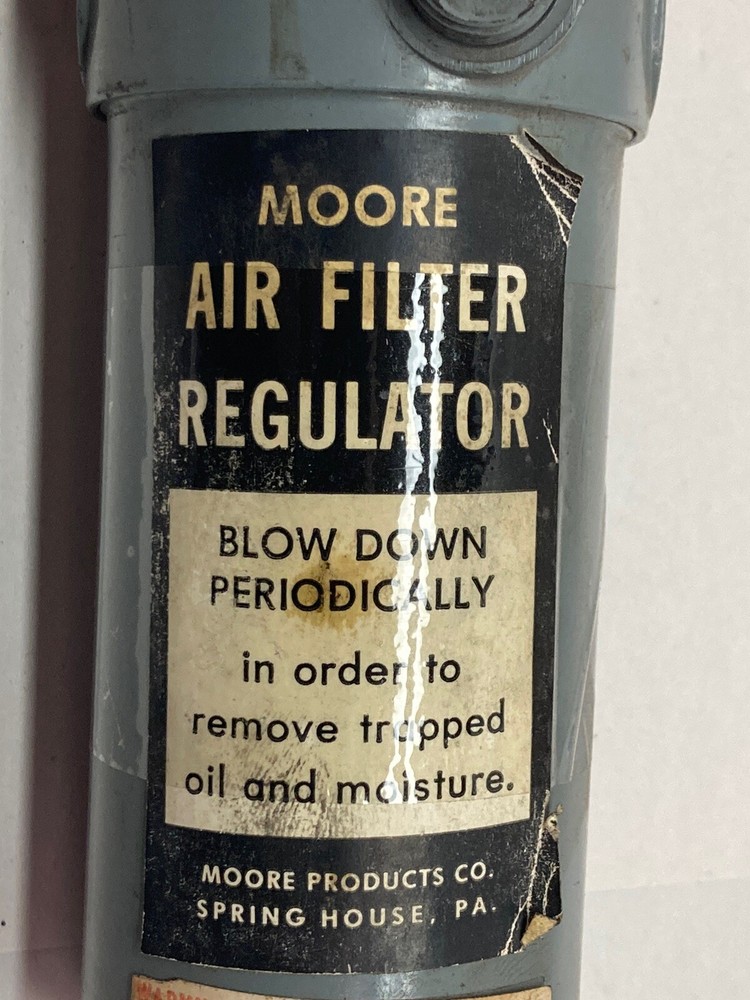 MOORE
AIR FILTER
REGULATOR
BLOW DOWN
PERIODICALLY
in order to
remove trapped
oil and moisture.
MOORE PRODUCTS CO.
SPRING HOUSE, PA.